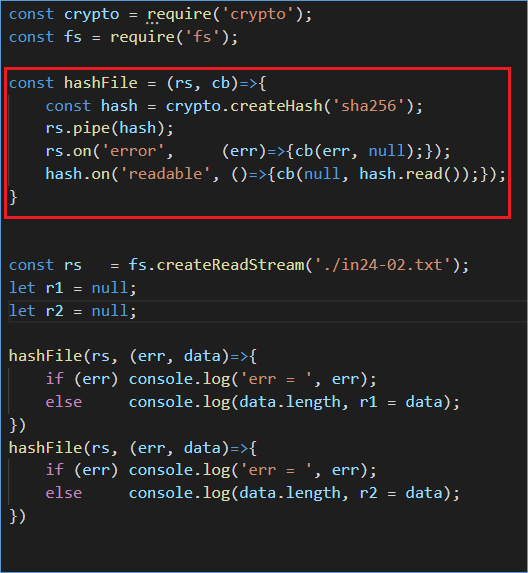 const crypto = require('crypto');
const fs = require('fs');
const hashFile = (rs, cb)=>{
    const hash = crypto.createHash('sha256');
    rs.pipe(hash);
    rs.on('error',     (err)=>{cb(err, null);});
    hash.on('readable', ()=>{cb(null, hash.read());});
}
const rs   = fs.createReadStream('./in24-02.txt');
let r1 = null;
let r2 = null;
hashFile(rs, (err, data)=>{
    if (err) console.log('err = ', err);
    else     console.log(data.length, r1 = data);
})
hashFile(rs, (err, data)=>{
    if (err) console.log('err = ', err);
    else     console.log(data.length, r2 = data);
})